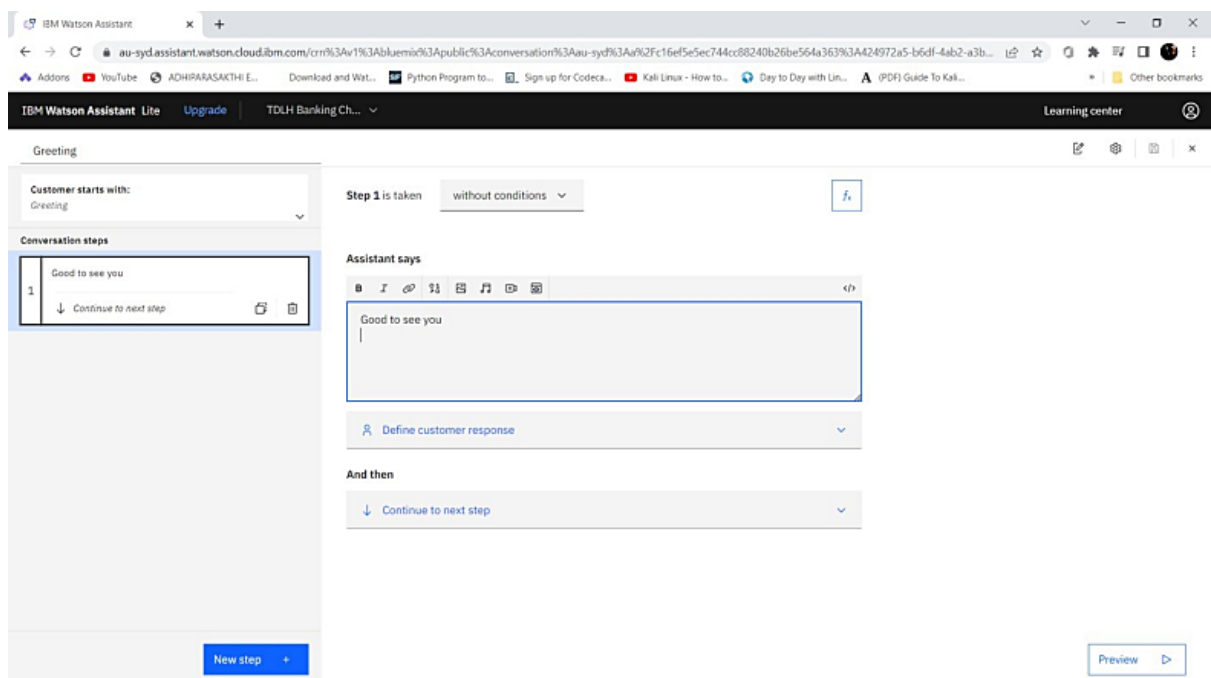 IBM Watson Assistant
au-syd.assistant.watson.cloud.ibm.com/crn%3Av1%3Abluemix%3Apublic%3Aconversation%3Aau-syd%3Aa%2Fc16ef5e5ec744cc88240b26be564a363%3A424972a5-b6df-4ab2-a3b...
Addons YouTube ADHIPARASAKTHI E... Download and Wat... Python Program to... Sign up for Codeca... Kali Linux - How to... Day to Day with Lin... (PDF) Guide To Kali... » Other bookmarks
IBM Watson Assistant Lite Upgrade TDLH Banking Ch... Learning center
Greeting
Customer starts with:
Greeting
Conversation steps
1
Good to see you
Continue to next step
New step +
Step 1 is taken without conditions
Assistant says
B I </>
Good to see you
Define customer response
And then
Continue to next step
Preview